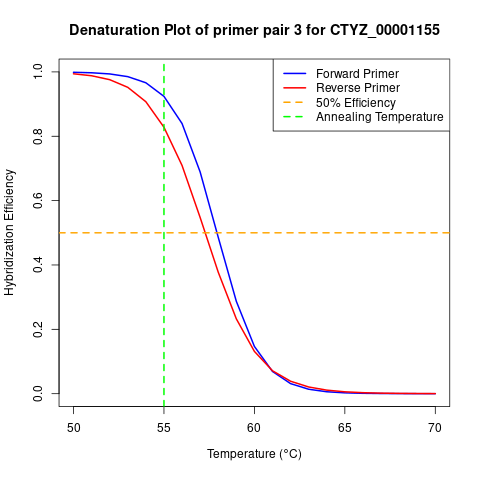 Denaturation Plot of primer pair 3 for CTYZ_00001155
Forward Primer
Reverse Primer
50% Efficiency
Annealing Temperature
Hybridization Efficiency
1.0
0.8
0.6
0.4
0.2
0.0
50 55 60 65 70
Temperature (°C)